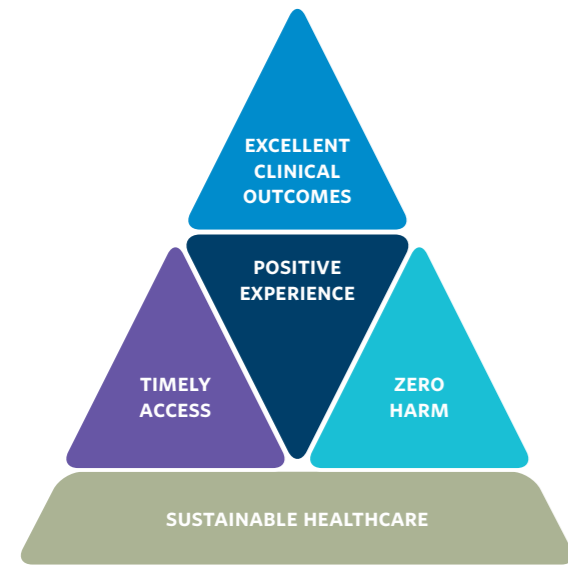 EXCELLENT
CLINICAL
OUTCOMES
POSITIVE
EXPERIENCE
TIMELY
ACCESS
ZERO
HARM
SUSTAINABLE HEALTHCARE